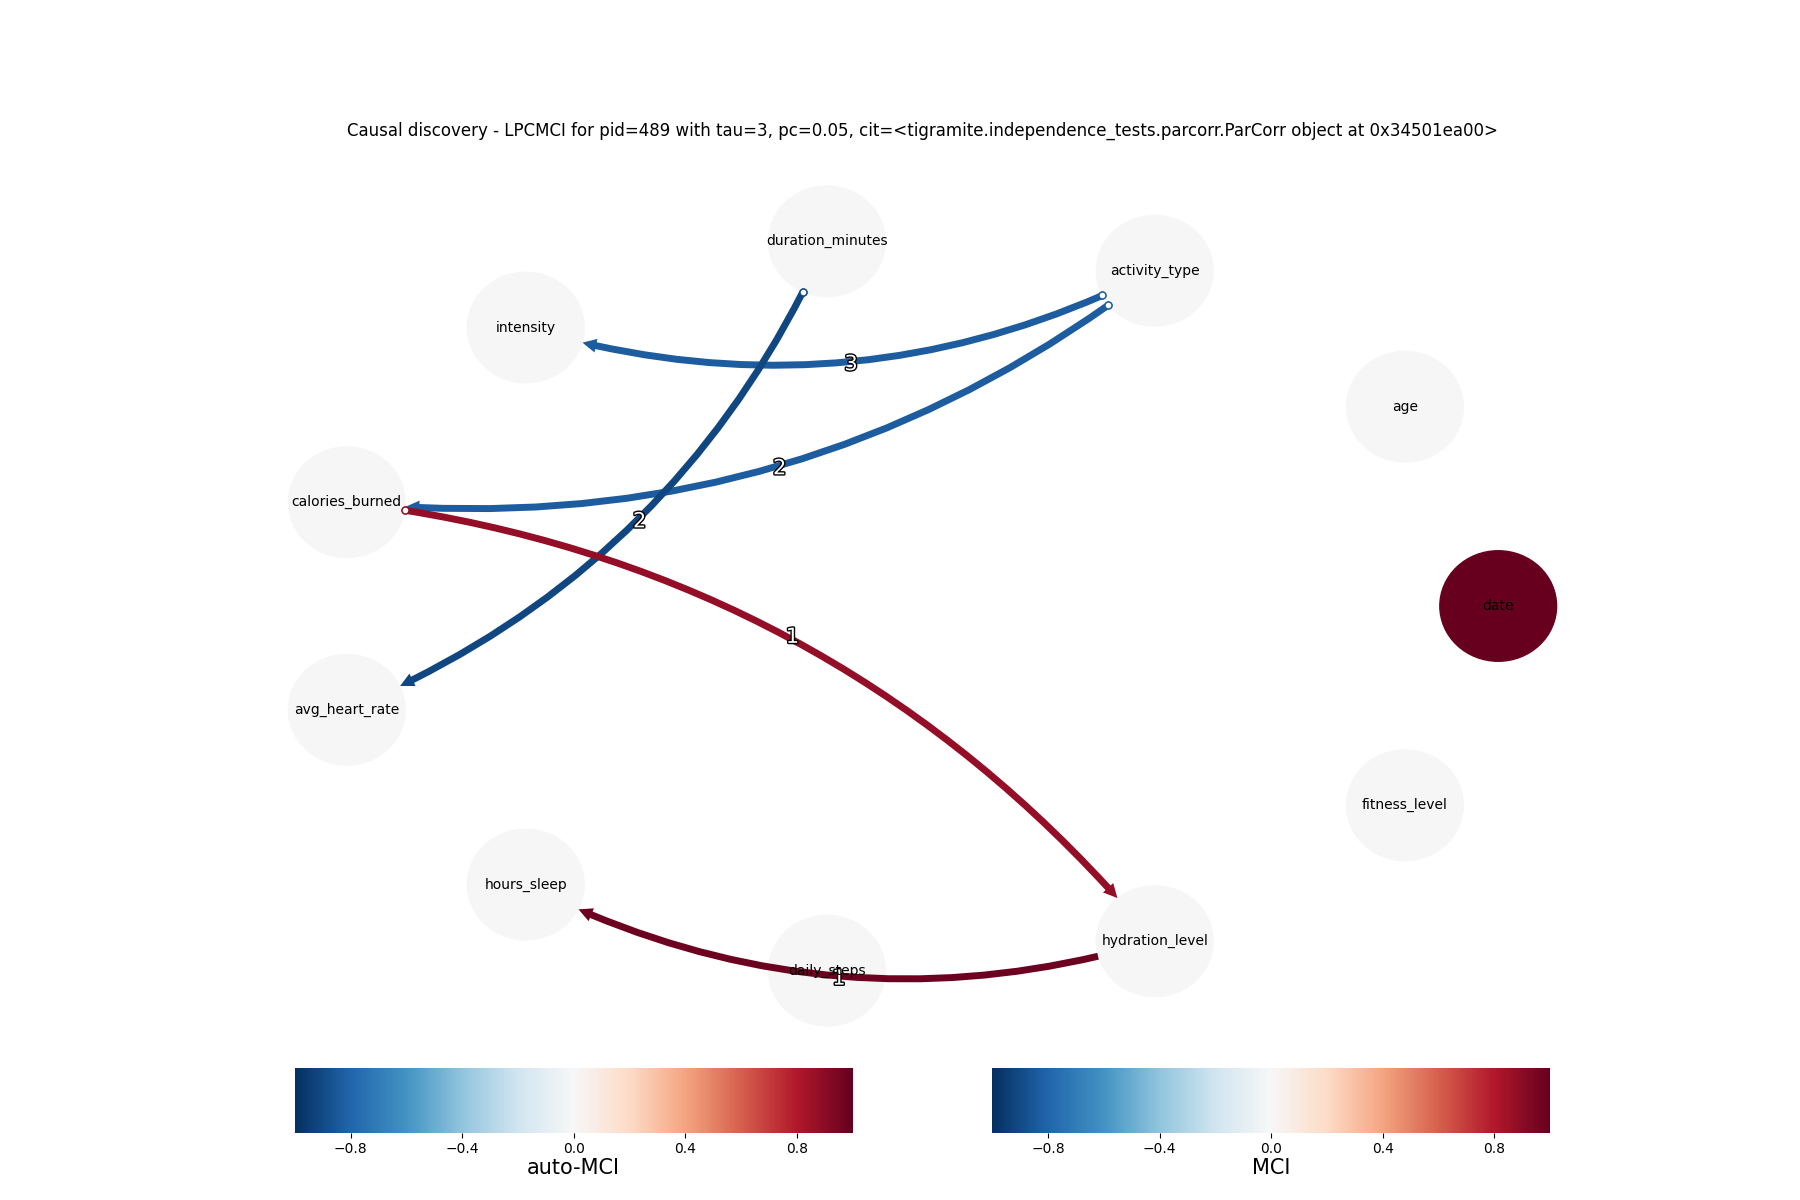 Causal discovery - LPCMCI for pid=489 with tau=3, pc=0.05, cit=<tigramite.independence_tests.parcorr.ParCorr object at 0x34501ea00>
duration_minutes
activity_type
intensity
3
age
2
calories_burned
2
date
1
avg_heart_rate
fitness_level
hours_sleep
hydration_level
daily_steps
1
−0.8 −0.4 0.0 0.4 0.8
auto-MCI
−0.8 −0.4 0.0 0.4 0.8
MCI